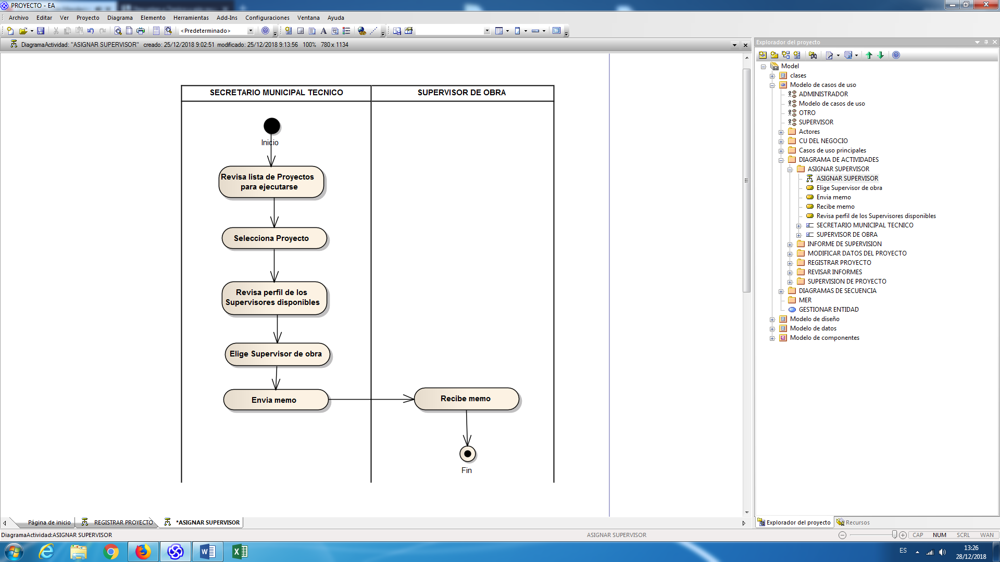 PROYECTO - EA
Archivo Editar Ver Proyecto Diagrama Elemento Herramientas Add-Ins Configuraciones Ventana Ayuda
<Predeterminado>
DiagramaActividad: "ASIGNAR SUPERVISOR" creado: 25/12/2018 9:02:51 modificado: 25/12/2018 9:13:56 100% 780 x 1134
SECRETARIO MUNICIPAL TECNICO
SUPERVISOR DE OBRA
Inicio
Revisa lista de Proyectos
para ejecutarse
Selecciona Proyecto
Revisa perfil de los
Supervisores disponibles
Elige Supervisor de obra
Envia memo
Recibe memo
Fin
Explorador del proyecto
Model
clases
Modelo de casos de uso
ADMINISTRADOR
Modelo de casos de uso
OTRO
SUPERVISOR
Actores
CU DEL NEGOCIO
Casos de uso principales
DIAGRAMA DE ACTIVIDADES
ASIGNAR SUPERVISOR
ASIGNAR SUPERVISOR
Elige Supervisor de obra
Envia memo
Recibe memo
Revisa perfil de los Supervisores disponibles
SECRETARIO MUNICIPAL TECNICO
SUPERVISOR DE OBRA
INFORME DE SUPERVISION
MODIFICAR DATOS DEL PROYECTO
REGISTRAR PROYECTO
REVISAR INFORMES
SUPERVISION DE PROYECTO
DIAGRAMAS DE SECUENCIA
MER
GESTIONAR ENTIDAD
Modelo de diseño
Modelo de datos
Modelo de componentes
Página de inicio REGISTRAR PROYECTO *ASIGNAR SUPERVISOR
Explorador del proyecto Recursos
DiagramaActividad:ASIGNAR SUPERVISOR
ASIGNAR SUPERVISOR
CAP NUM SCRL WAN
ES
13:26
28/12/2018